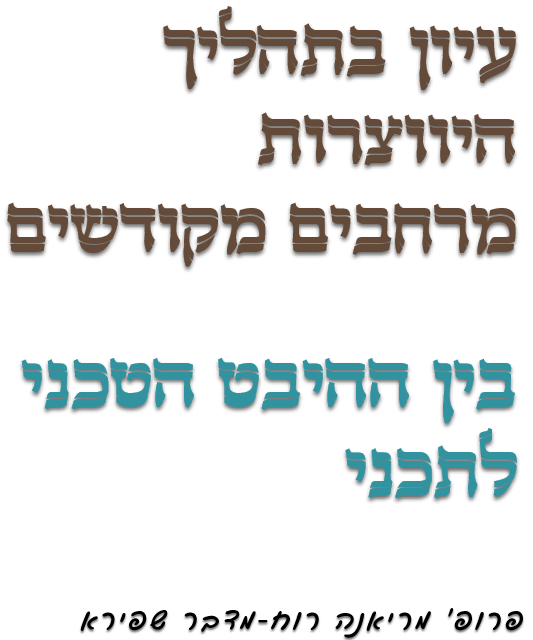 עיון בתהליך
היווצרות
מרחבים מקודשים
בין ההיבט הטכני
לתכני
פרופ' מריאנה רוח-מדבר שפירא